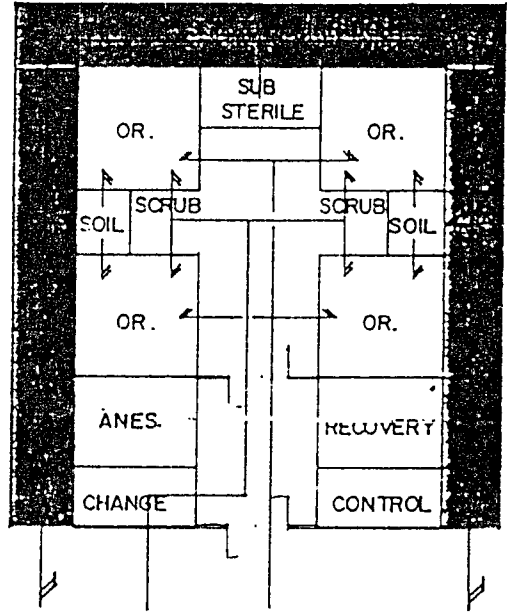 SUB
STERILE
OR.
OR.
SOIL
SCRUB
SCRUB
SOIL
OR.
OR.
ANES.
RECOVERY
CHANGE
CONTROL